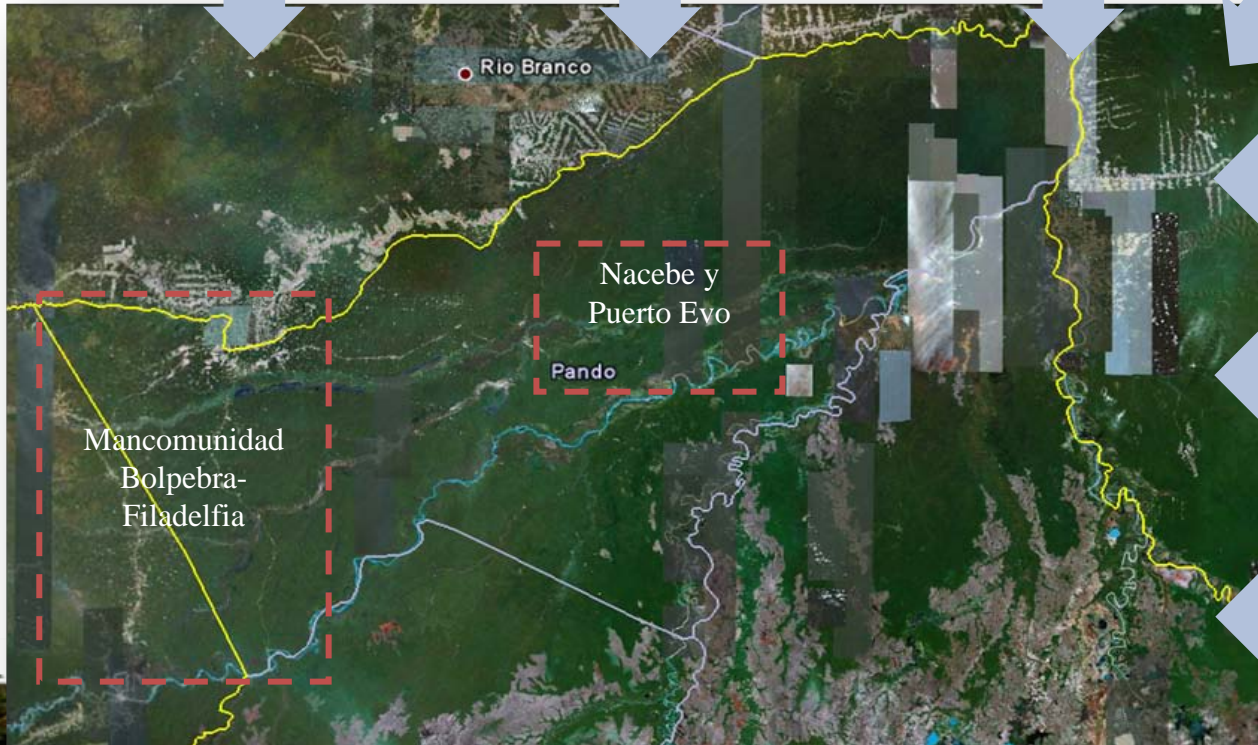 Rio Branco
Nacebe y
Puerto Evo
Pando
Mancomunidad
Bolpebra-
Filadelfia